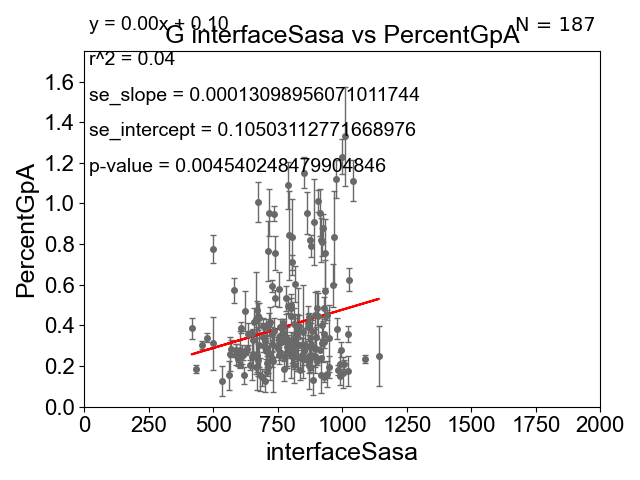 y = 0.00x + 0.10
N = 187
G interfaceSasa vs PercentGpA
r^2 = 0.04
se_slope = 0.00013098956071011744
se_intercept = 0.10503112771668976
p-value = 0.004540248479904846
PercentGpA
1.6
1.4
1.2
1.0
0.8
0.6
0.4
0.2
0.0
0 250 500 750 1000 1250 1500 1750 2000
interfaceSasa